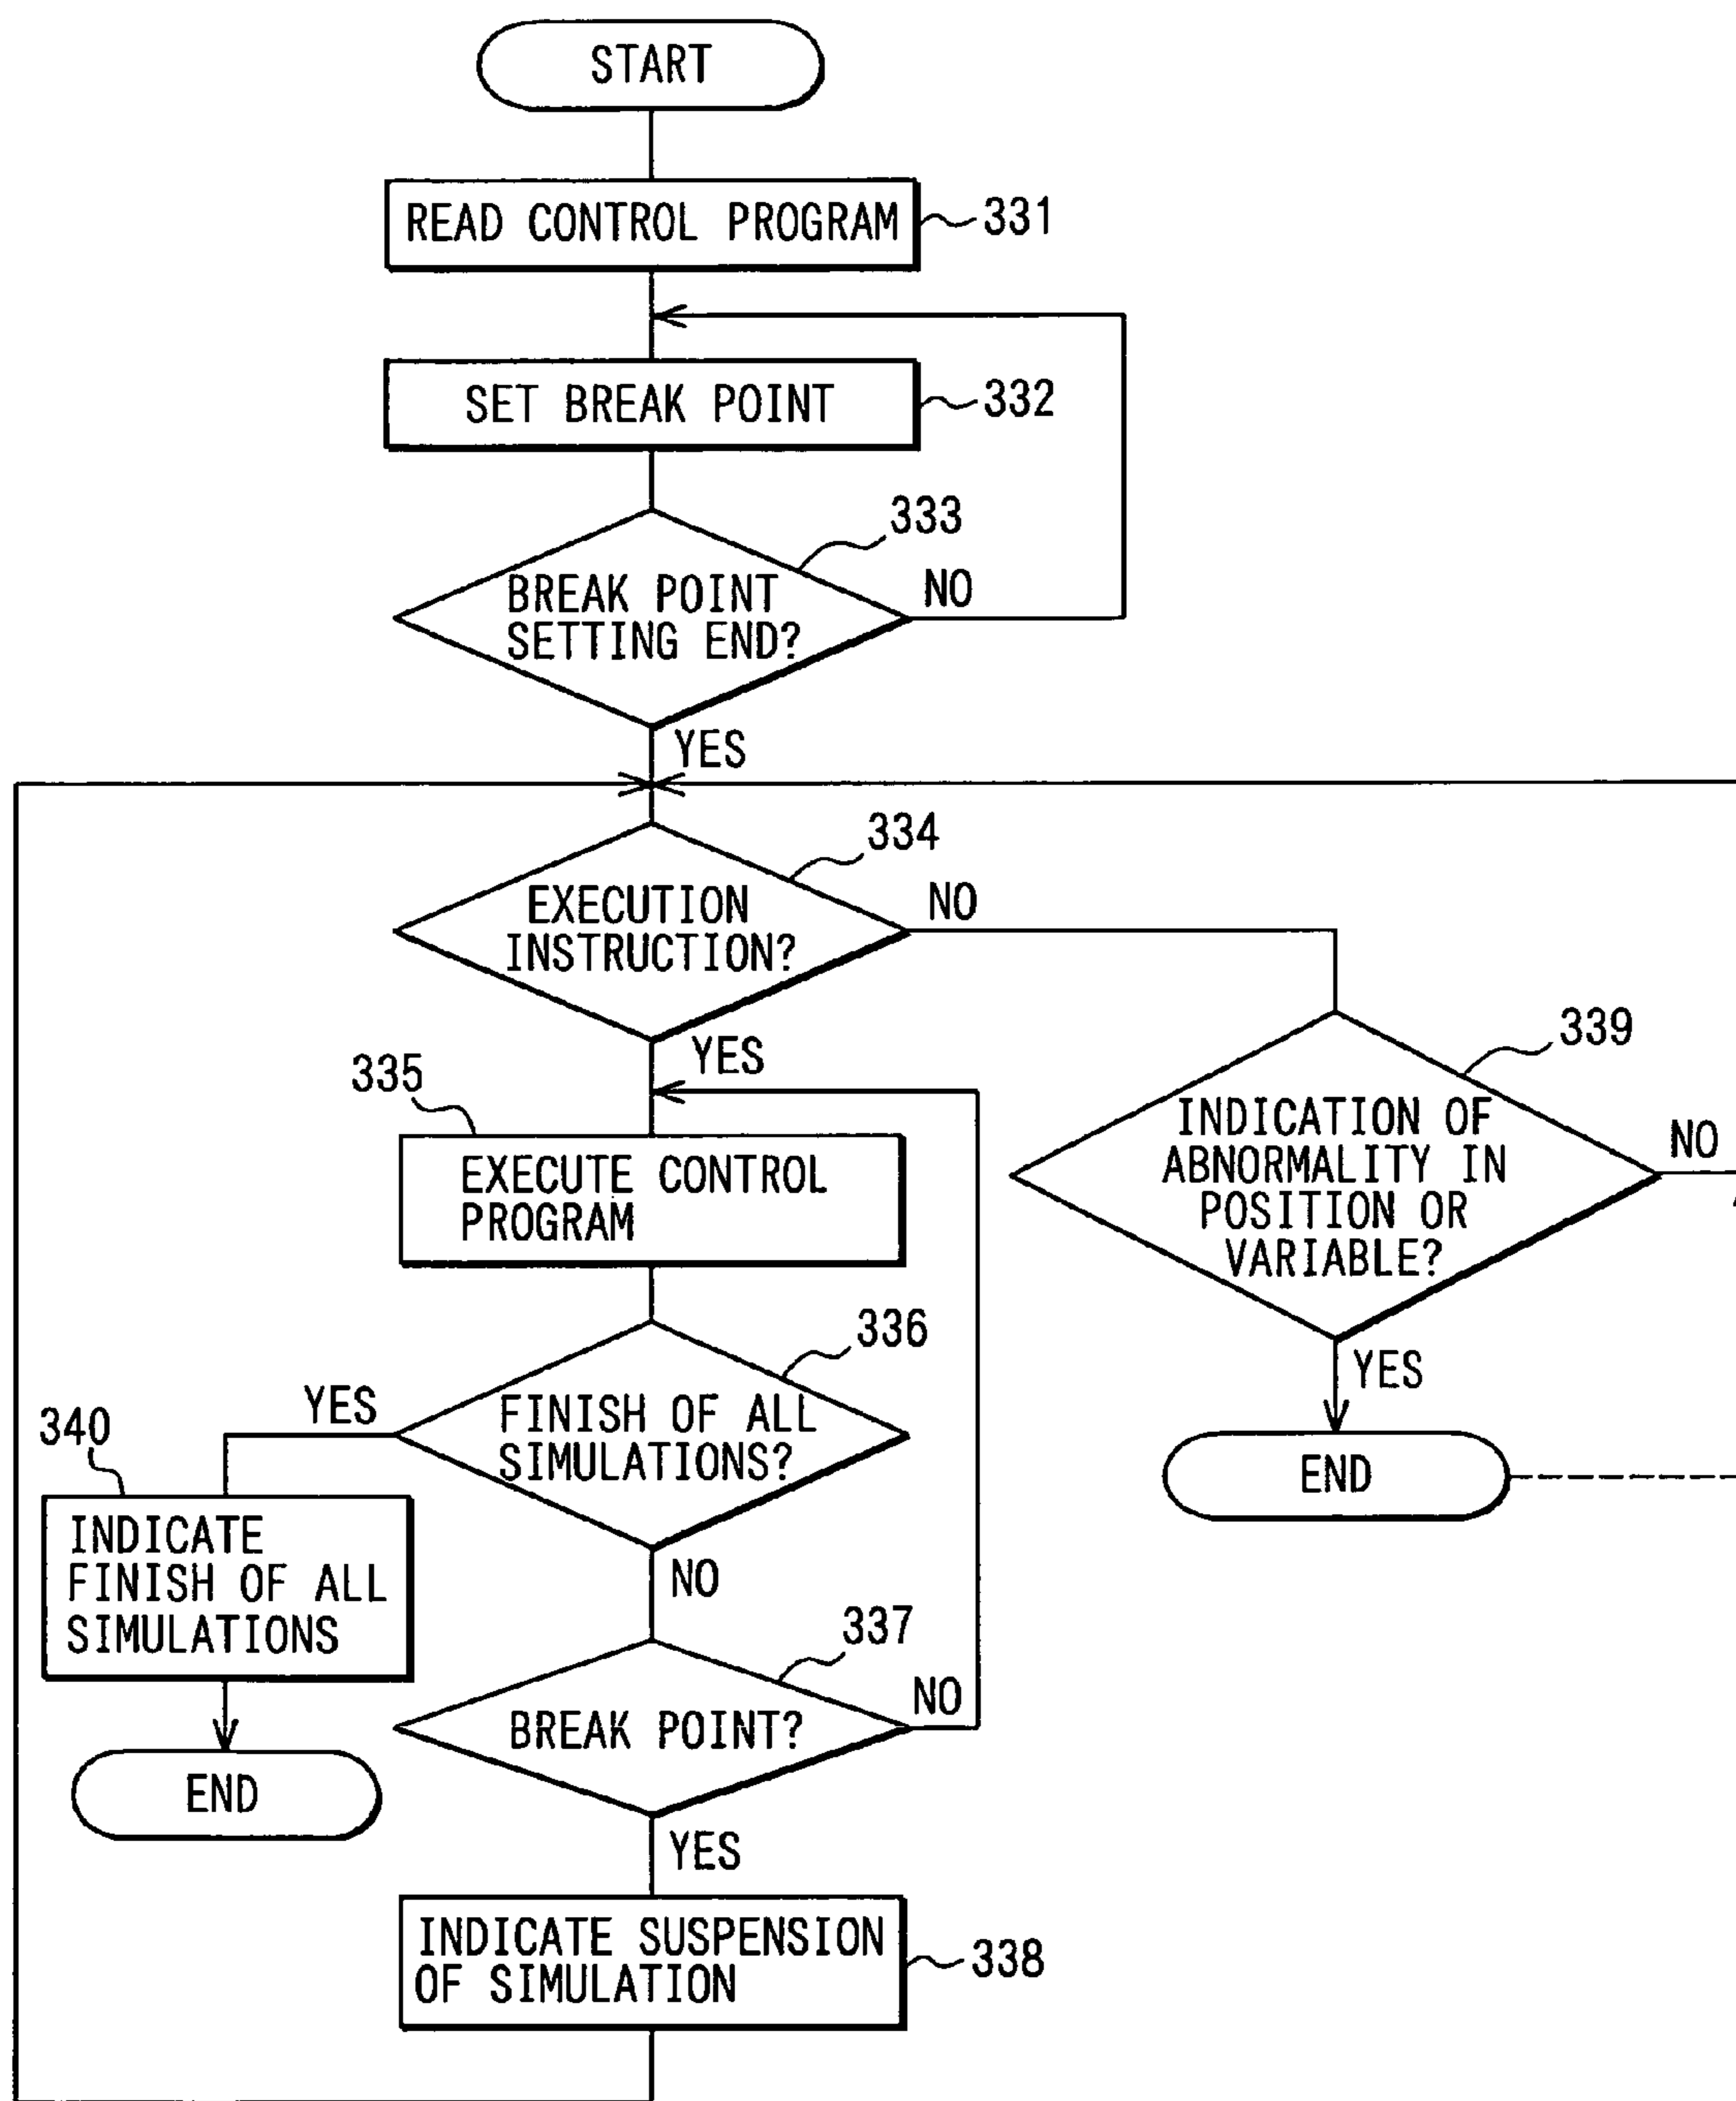 START
READ CONTROL PROGRAM
331
SET BREAK POINT
332
333
BREAK POINT
SETTING END?
NO
YES
334
EXECUTION
INSTRUCTION?
NO
YES
335
EXECUTE CONTROL
PROGRAM
339
INDICATION OF
ABNORMALITY IN
POSITION OR
VARIABLE?
NO
YES
END
336
FINISH OF ALL
SIMULATIONS?
YES
NO
340
INDICATE
FINISH OF ALL
SIMULATIONS
END
337
BREAK POINT?
NO
YES
INDICATE SUSPENSION
OF SIMULATION
338